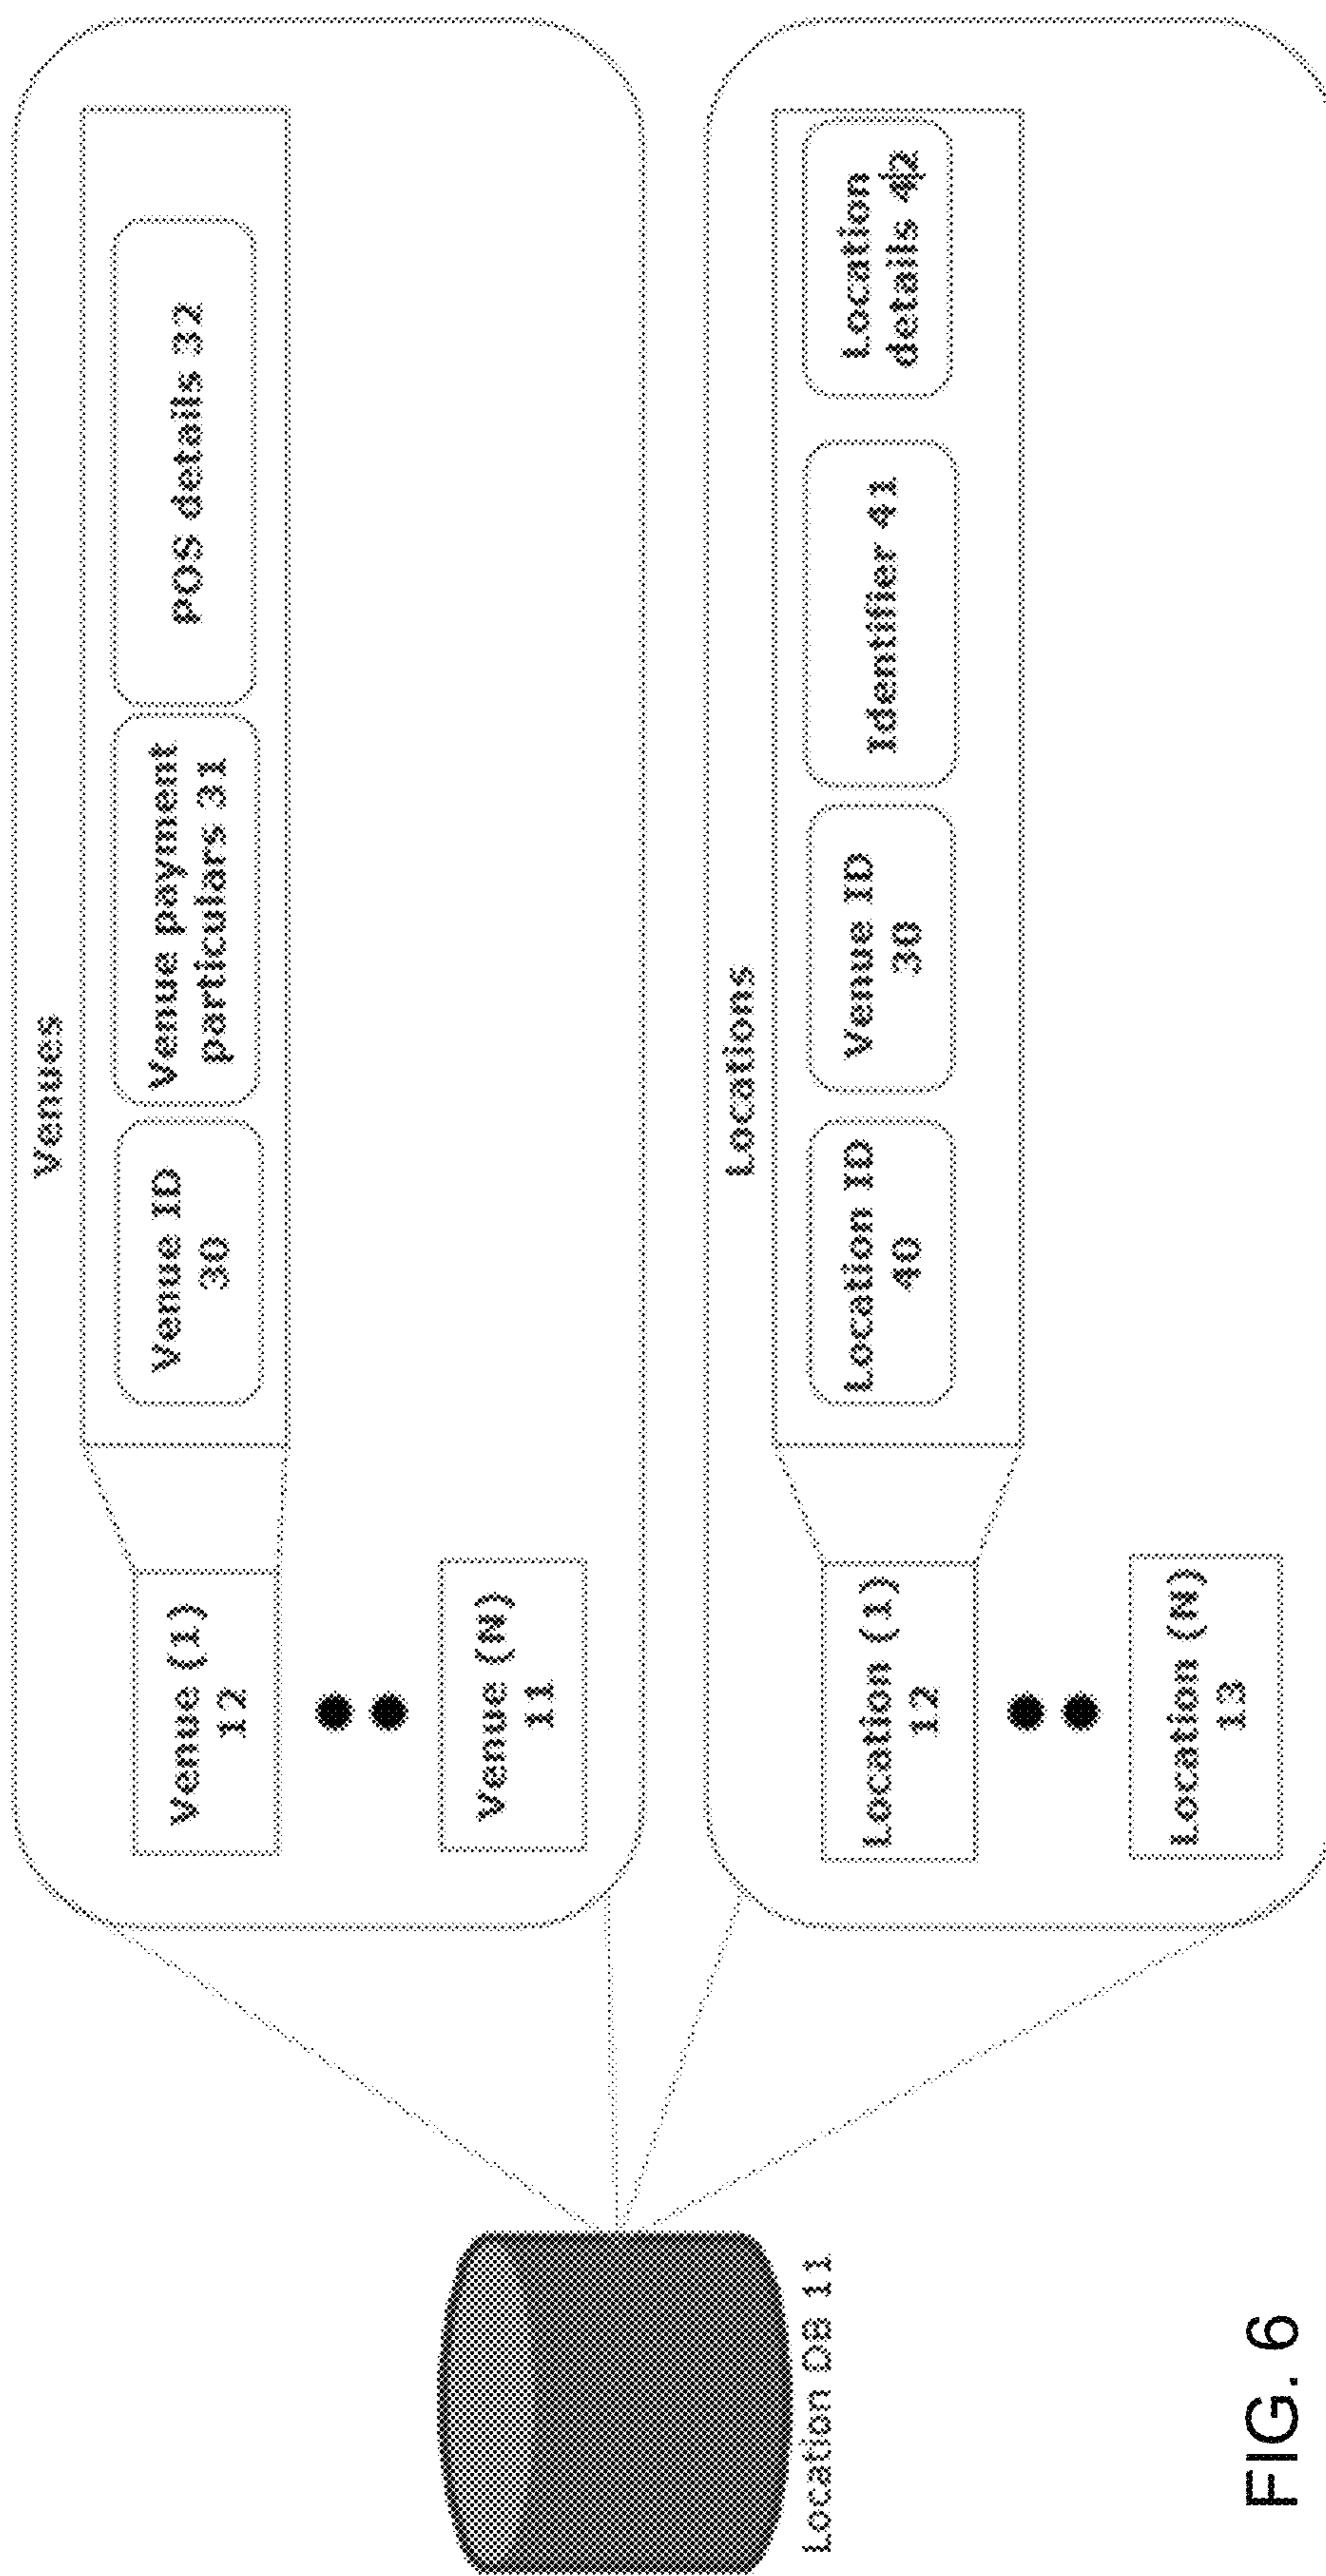 Venues
Venue (1)
12
Venue ID
30
Venue payment
particulars 31
POS details 32
Venue (N)
11
Location DB 11
Locations
Location (1)
12
Location ID
40
Venue ID
30
Identifier 41
Location
details 42
Location (N)
13
FIG. 6